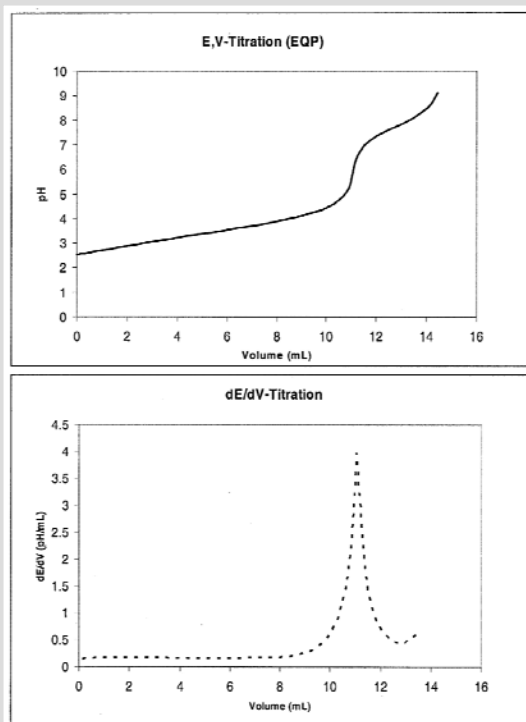 E,V-Titration (EQP)
10
9
8
7
6
5
4
3
2
1
0
pH
0 2 4 6 8 10 12 14 16
Volume (mL)
dE/dV-Titration
4.5
4
3.5
3
2.5
2
1.5
1
0.5
0
dE/dV (pH/mL)
0 2 4 6 8 10 12 14 16
Volume (mL)